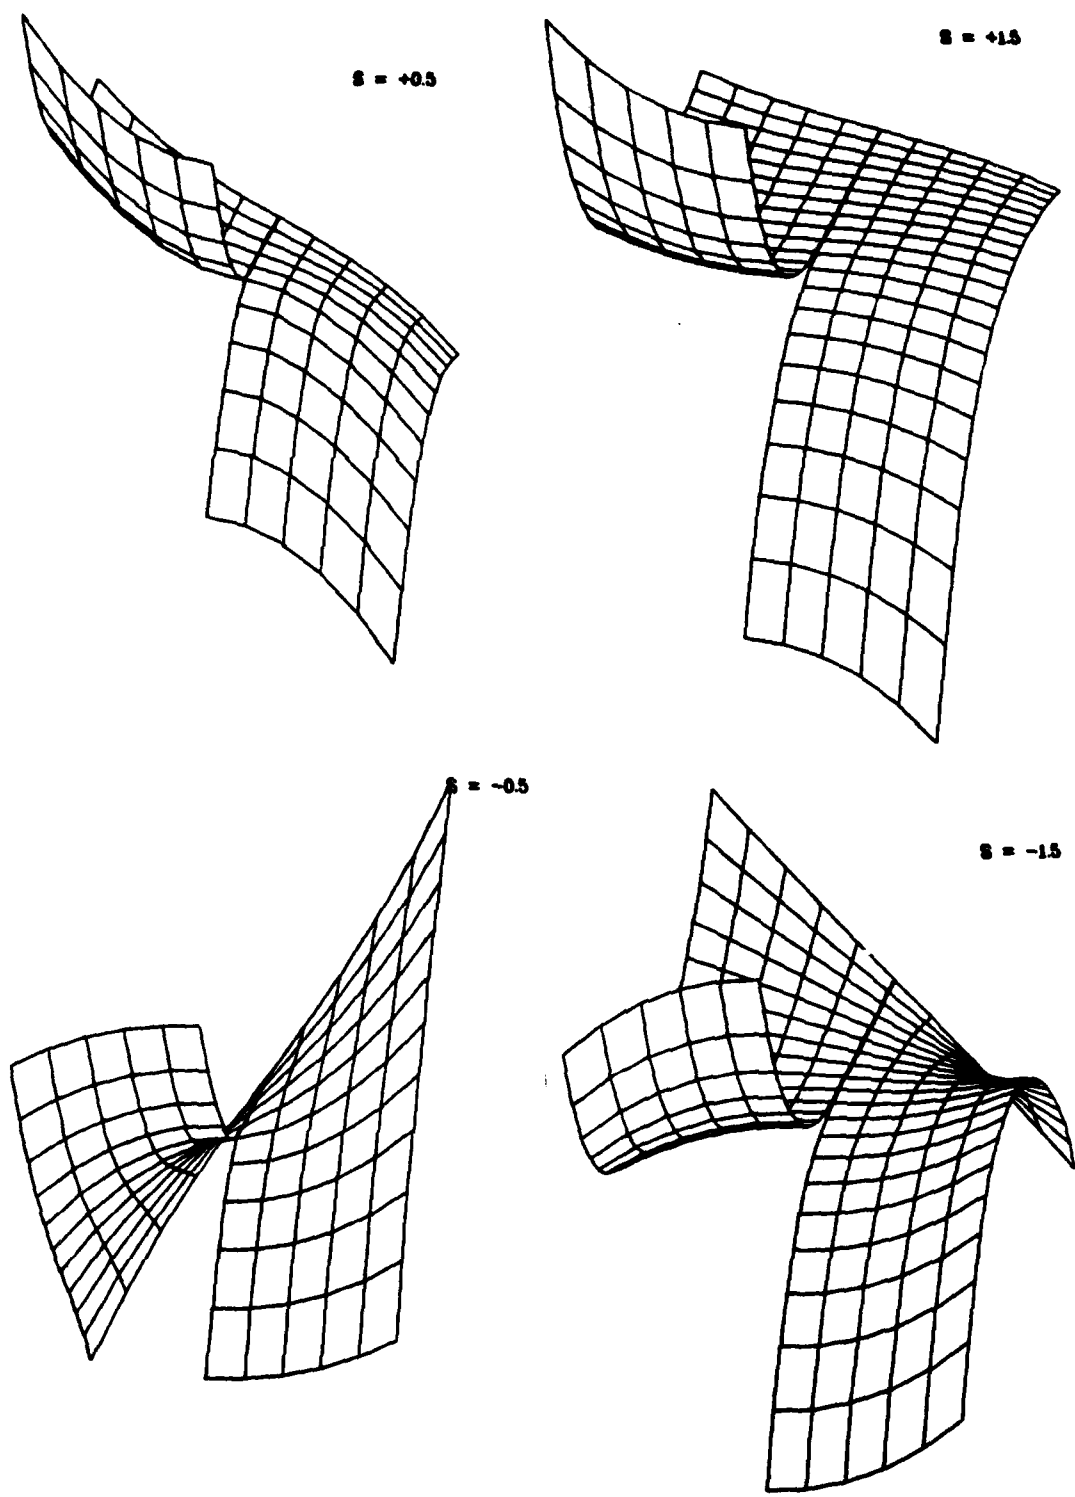 S = +0.5
S = +1.5
S = -0.5
S = -1.5